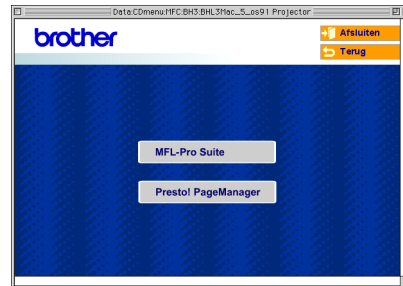 Data:CDmenu:MFC:BH3:BHL3Mac_5_os91 Projector
brother
Afsluiten
Terug
MFL-Pro Suite
Presto! PageManager